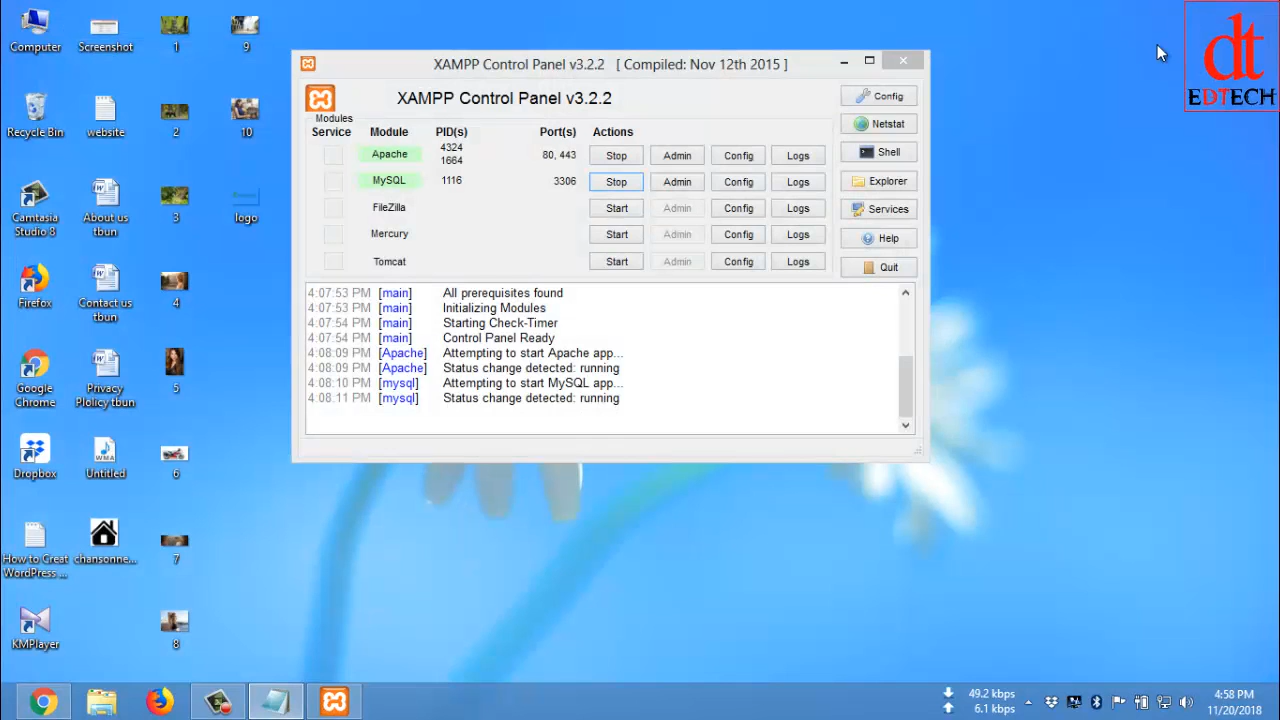 Computer
Screenshot
1
9
Recycle Bin
website
2
10
Camtasia
Studio 8
About us
tbun
3
logo
Firefox
Contact us
tbun
4
Google
Chrome
Privacy
Plolicy tbun
5
Dropbox
Untitled
WMA
6
How to Creat
WordPress ...
chansonne...
7
KMPlayer
8
XAMPP Control Panel v3.2.2 [ Compiled: Nov 12th 2015 ]
XAMPP Control Panel v3.2.2
Modules
Service Module PID(s) Port(s) Actions
Apache 4324
1664 80, 443 Stop Admin Config Logs
MySQL 1116 3306 Stop Admin Config Logs
FileZilla Start Admin Config Logs
Mercury Start Admin Config Logs
Tomcat Start Admin Config Logs
Config
Netstat
Shell
Explorer
Services
Help
Quit
4:07:53 PM [main] All prerequisites found
4:07:53 PM [main] Initializing Modules
4:07:54 PM [main] Starting Check-Timer
4:07:54 PM [main] Control Panel Ready
4:08:09 PM [Apache] Attempting to start Apache app...
4:08:09 PM [Apache] Status change detected: running
4:08:10 PM [mysql] Attempting to start MySQL app...
4:08:11 PM [mysql] Status change detected: running
dt
EDTECH
49.2 kbps
6.1 kbps
4:58 PM
11/20/2018